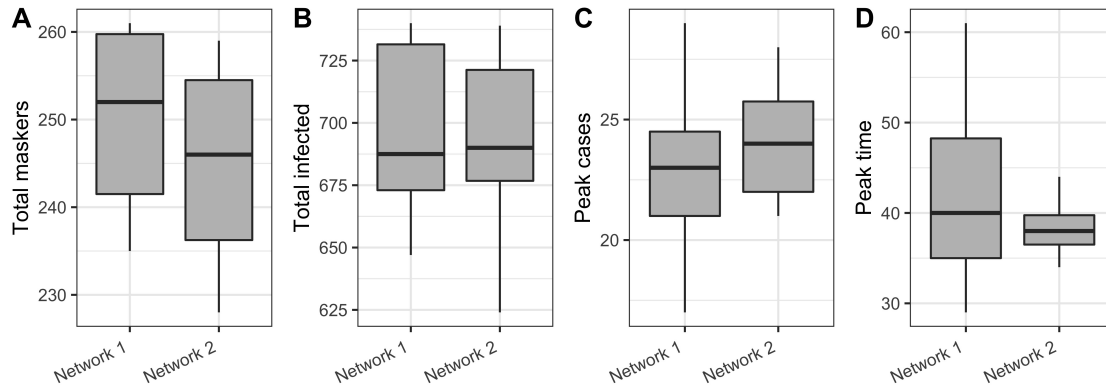 A
Total maskers
260
250
240
230
Network 1
Network 2
B
Total infected
725
700
675
650
625
Network 1
Network 2
C
Peak cases
25
20
Network 1
Network 2
D
Peak time
60
50
40
30
Network 1
Network 2